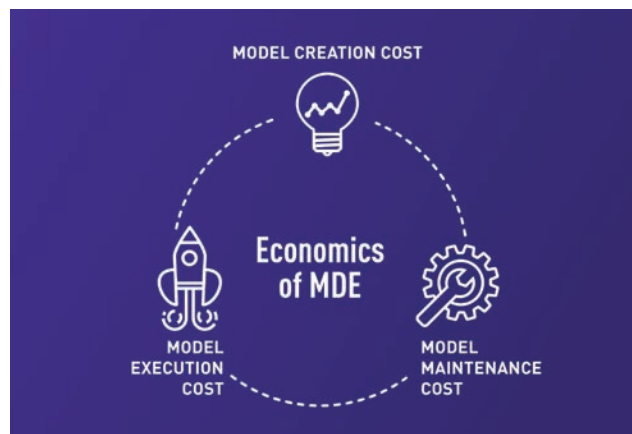 MODEL CREATION COST
Economics
of MDE
MODEL
EXECUTION
COST
MODEL
MAINTENANCE
COST